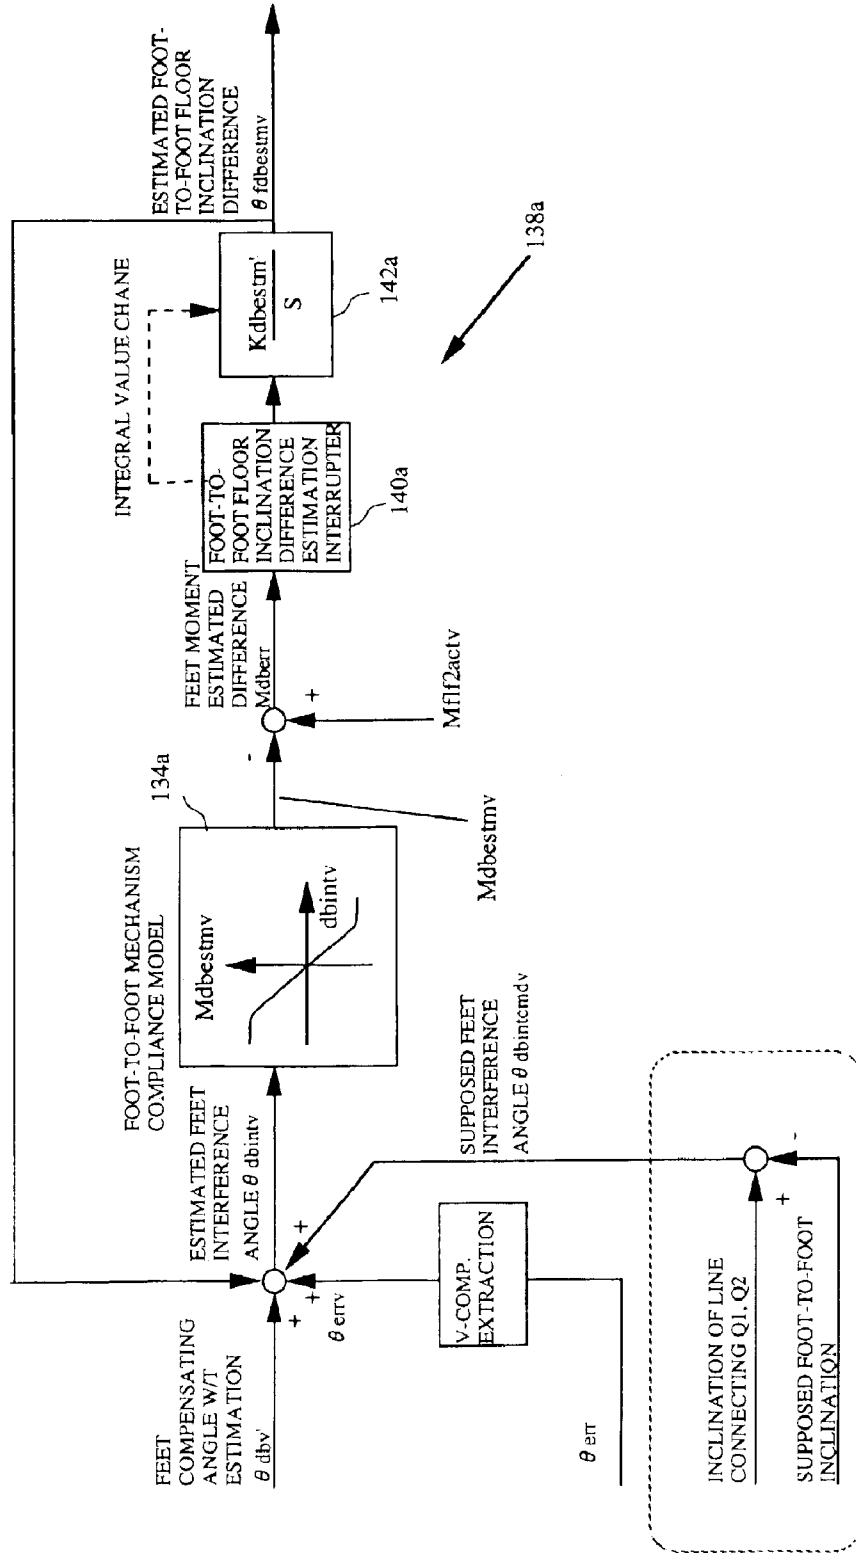 FEET
COMPENSATING
ANGLE W/T
ESTIMATION
θ dbv'
+
+
+
θ errv
ESTIMATED FEET
INTERFERENCE
ANGLE θ dbintv
FOOT-TO-FOOT MECHANISM
COMPLIANCE MODEL
134a
Mdbestmv
dbintv
-
Mdbestmv
FEET MOMENT
ESTIMATED
DIFFERENCE
Mdberr
+
Mf1f2actv
FOOT-TO-
FOOT FLOOR
INCLINATION
DIFFERENCE
ESTIMATION
INTERRUPTER
140a
INTEGRAL VALUE CHANE
Kdbestm'
S
142a
ESTIMATED FOOT-
TO-FOOT FLOOR
INCLINATION
DIFFERENCE
θ fdbestmv
138a
SUPPOSED FEET
INTERFERENCE
ANGLE θ dbintcmdv
V-COMP.
EXTRACTION
θ err
INCLINATION OF LINE
CONNECTING Q1, Q2
+
-
SUPPOSED FOOT-TO-FOOT
INCLINATION